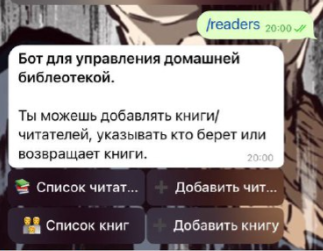 /readers 20:00
Бот для управления домашней
библеотекой.
Ты можешь добавлять книги/
читателей, указывать кто берет или
возвращает книги.
20:00
Список читат... Добавить чит...
Список книг Добавить книгу